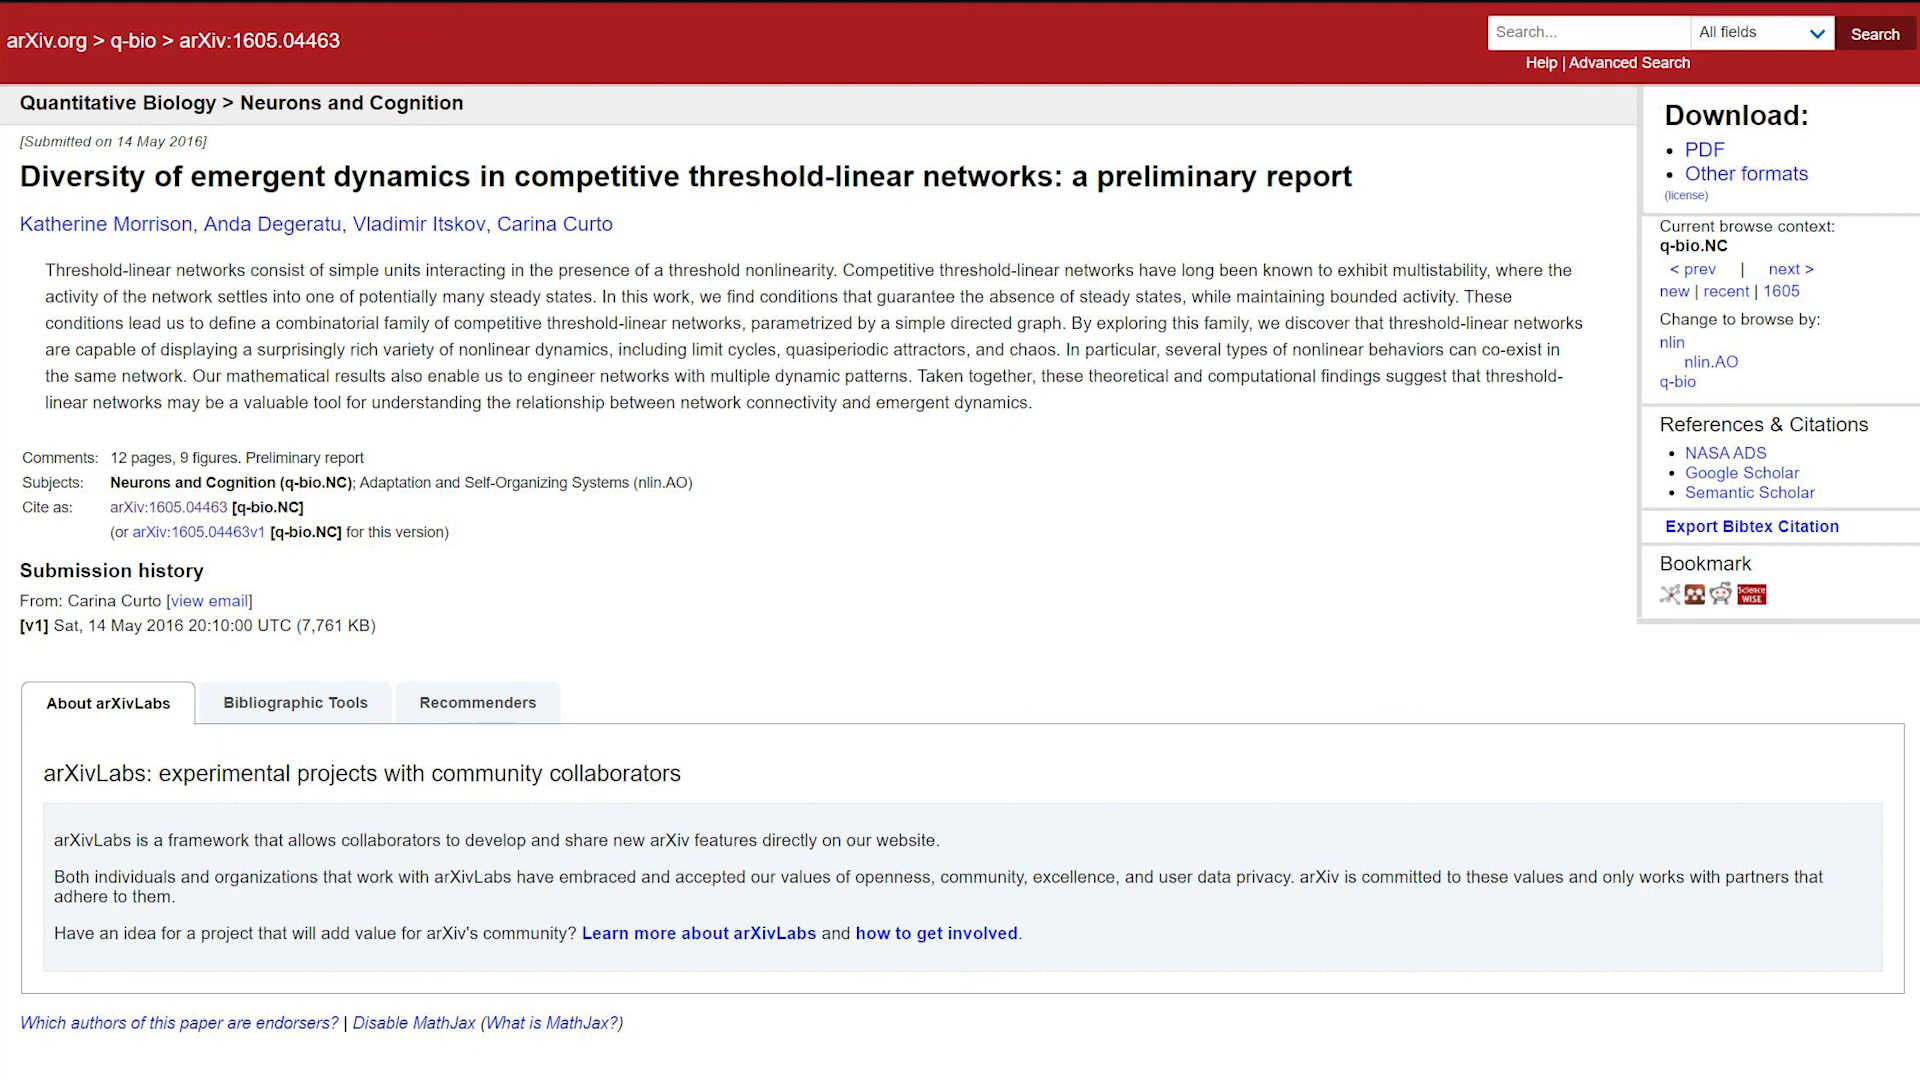 arXiv.org > q-bio > arXiv:1605.04463
Search...
All fields
Search
Help | Advanced Search
Quantitative Biology > Neurons and Cognition
[Submitted on 14 May 2016]
Diversity of emergent dynamics in competitive threshold-linear networks: a preliminary report
Katherine Morrison, Anda Degeratu, Vladimir Itskov, Carina Curto
Threshold-linear networks consist of simple units interacting in the presence of a threshold nonlinearity. Competitive threshold-linear networks have long been known to exhibit multistability, where the
activity of the network settles into one of potentially many steady states. In this work, we find conditions that guarantee the absence of steady states, while maintaining bounded activity. These
conditions lead us to define a combinatorial family of competitive threshold-linear networks, parametrized by a simple directed graph. By exploring this family, we discover that threshold-linear networks
are capable of displaying a surprisingly rich variety of nonlinear dynamics, including limit cycles, quasiperiodic attractors, and chaos. In particular, several types of nonlinear behaviors can co-exist in
the same network. Our mathematical results also enable us to engineer networks with multiple dynamic patterns. Taken together, these theoretical and computational findings suggest that threshold-
linear networks may be a valuable tool for understanding the relationship between network connectivity and emergent dynamics.
Comments: 12 pages, 9 figures. Preliminary report
Subjects: Neurons and Cognition (q-bio.NC); Adaptation and Self-Organizing Systems (nlin.AO)
Cite as: arXiv:1605.04463 [q-bio.NC]
(or arXiv:1605.04463v1 [q-bio.NC] for this version)
Submission history
From: Carina Curto [view email]
[v1] Sat, 14 May 2016 20:10:00 UTC (7,761 KB)
Download:
PDF
Other formats
(license)
Current browse context:
q-bio.NC
< prev | next >
new | recent | 1605
Change to browse by:
nlin
nlin.AO
q-bio
References & Citations
NASA ADS
Google Scholar
Semantic Scholar
Export Bibtex Citation
Bookmark
Science
WISE
About arXivLabs
Bibliographic Tools
Recommenders
arXivLabs: experimental projects with community collaborators
arXivLabs is a framework that allows collaborators to develop and share new arXiv features directly on our website.
Both individuals and organizations that work with arXivLabs have embraced and accepted our values of openness, community, excellence, and user data privacy. arXiv is committed to these values and only works with partners that
adhere to them.
Have an idea for a project that will add value for arXiv's community? Learn more about arXivLabs and how to get involved.
Which authors of this paper are endorsers? | Disable MathJax (What is MathJax?)